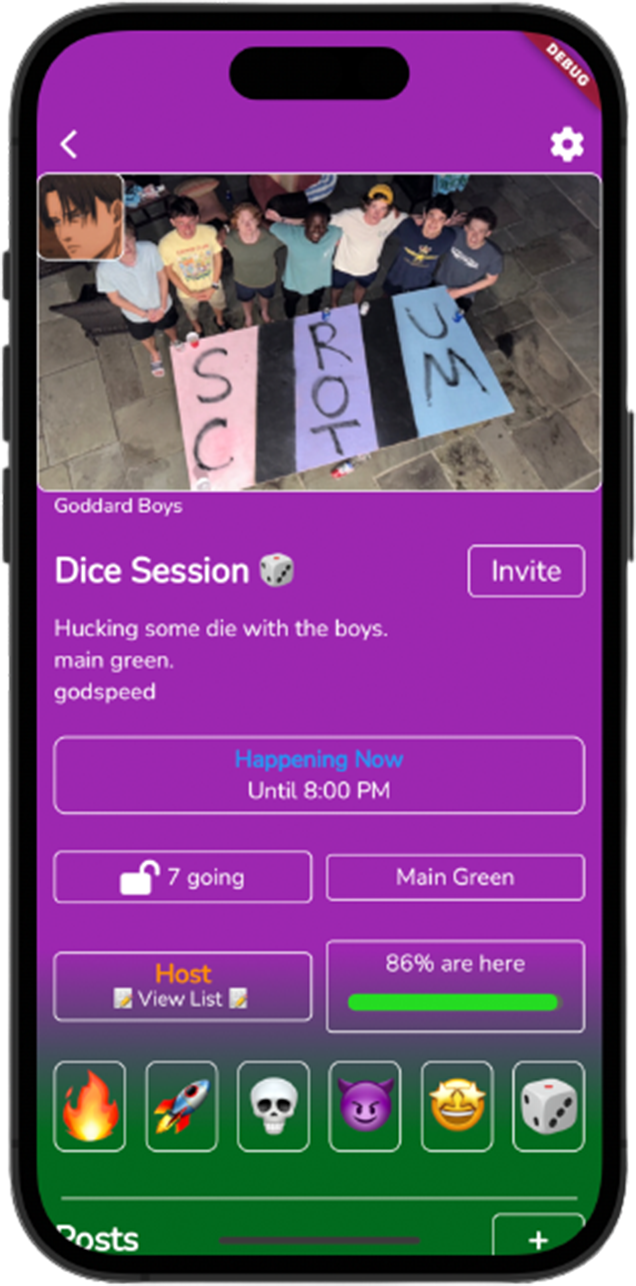 DEBUG
SC
ROT
UM
Goddard Boys
Dice Session 🎲
Invite
Hucking some die with the boys.
main green.
godspeed
Happening Now
Until 8:00 PM
7 going
Main Green
Host
📝 View List 📝
86% are here
Posts
+